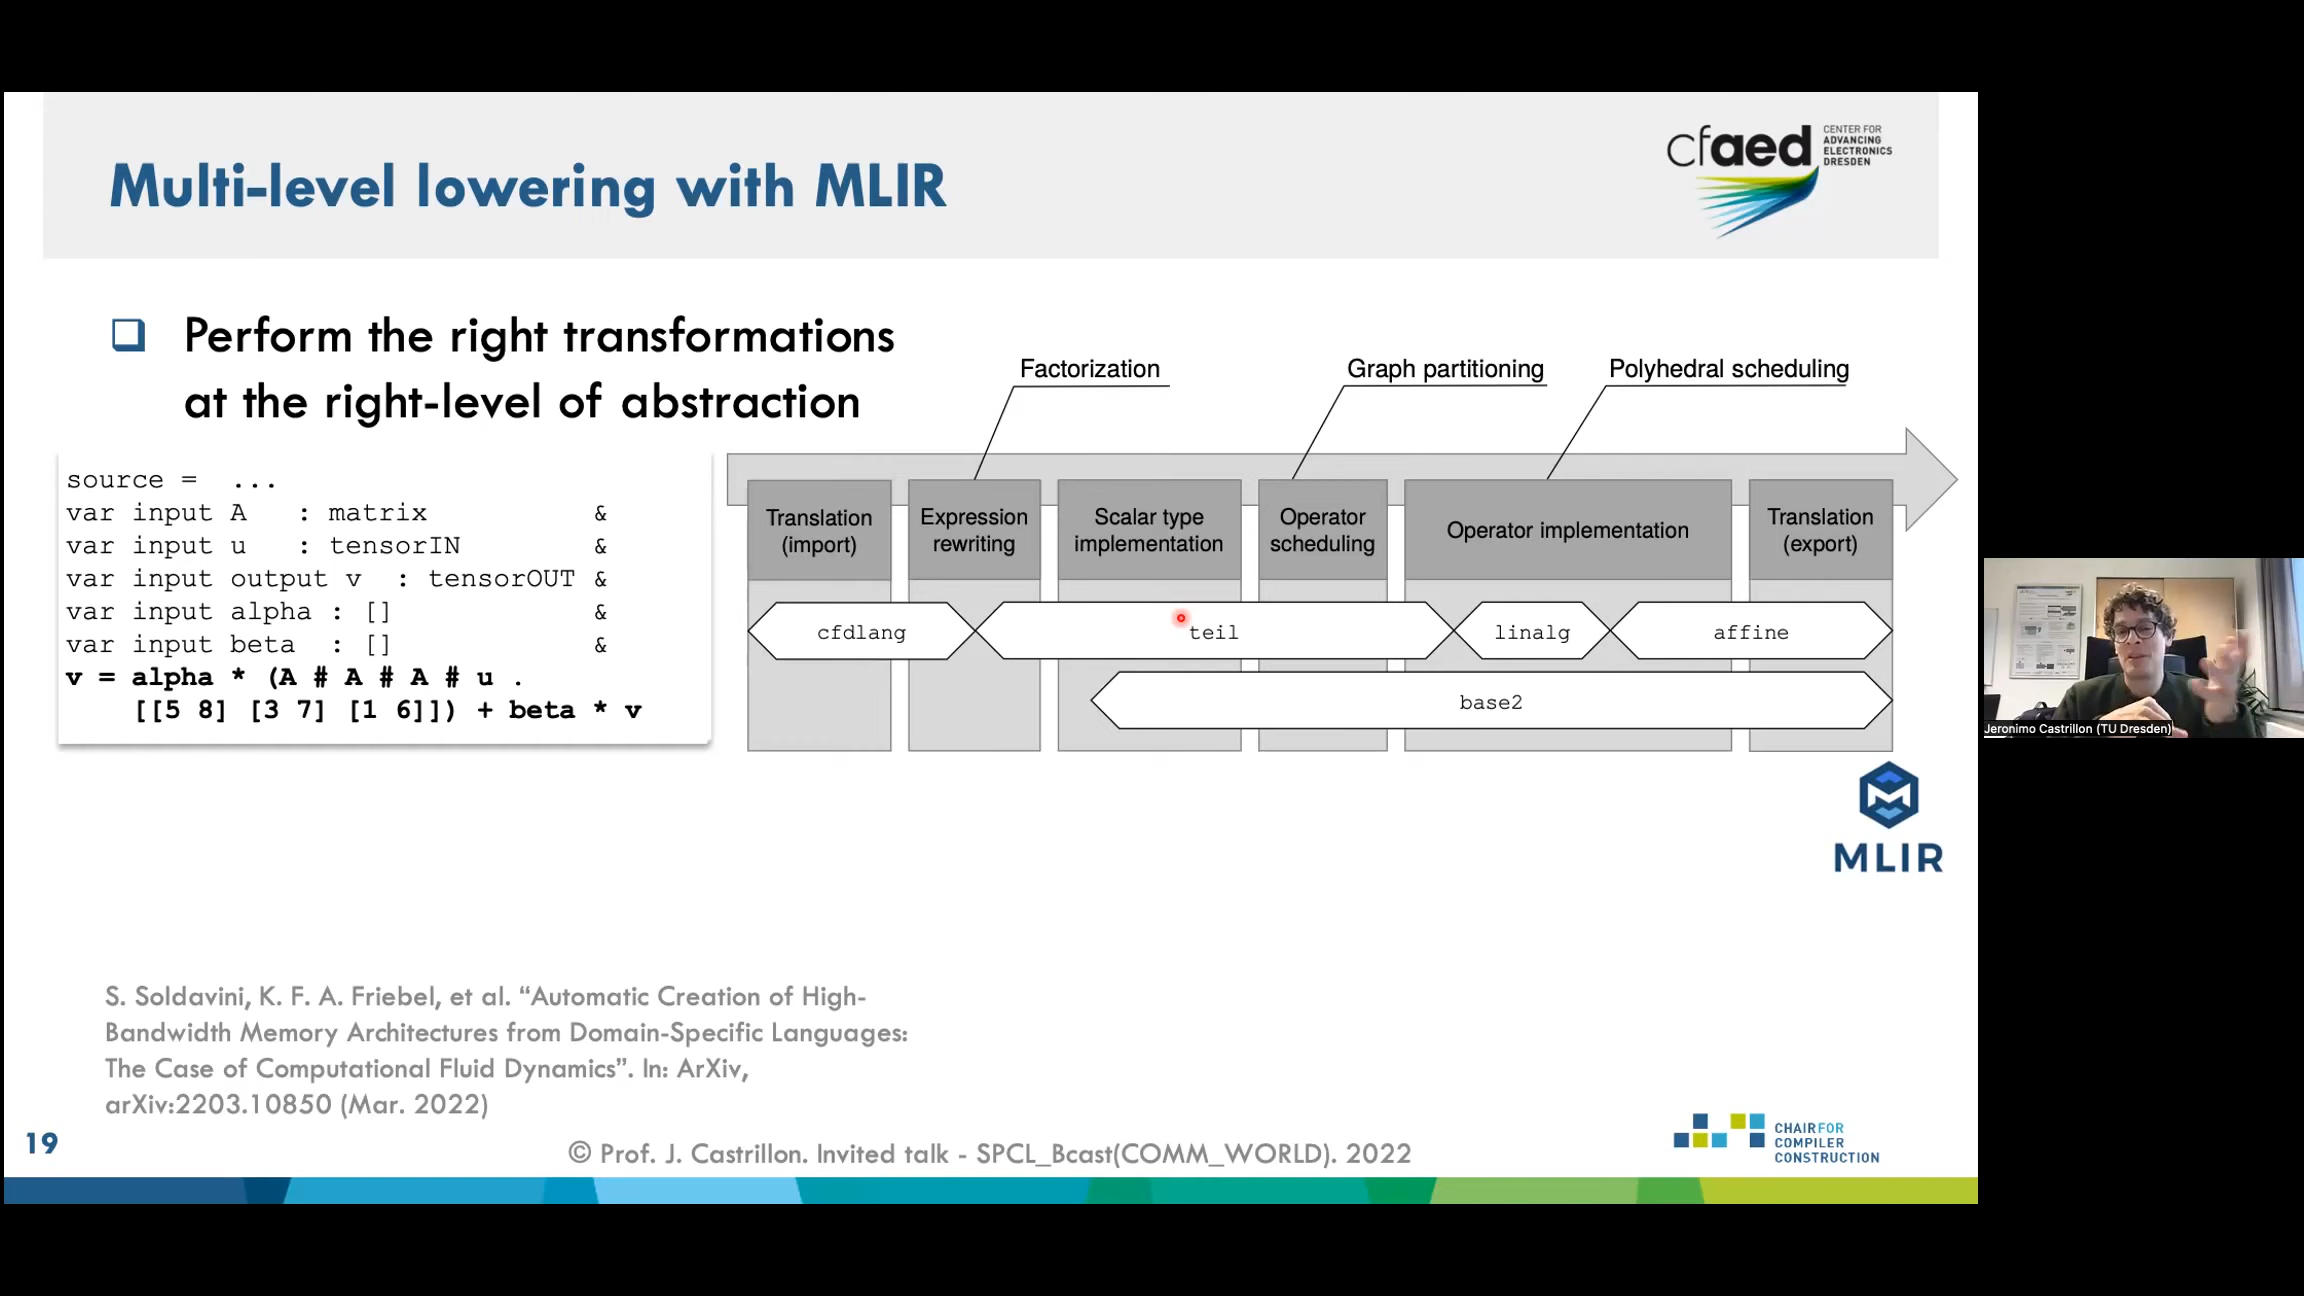 Multi-level lowering with MLIR
cfaed
CENTER FOR
ADVANCING
ELECTRONICS
DRESDEN
Perform the right transformations
at the right-level of abstraction
source = ...
var input A : matrix &
var input u : tensorIN &
var input output v : tensorOUT &
var input alpha : [] &
var input beta : [] &
v = alpha * (A # A # A # u .
[[5 8] [3 7] [1 6]]) + beta * v
Factorization
Graph partitioning
Polyhedral scheduling
Translation
(import)
Expression
rewriting
Scalar type
implementation
Operator
scheduling
Operator implementation
Translation
(export)
cfdlang
teil
linalg
affine
base2
Jeronimo Castrillon (TU Dresden)
MLIR
S. Soldavini, K. F. A. Friebel, et al. “Automatic Creation of High-
Bandwidth Memory Architectures from Domain-Specific Languages:
The Case of Computational Fluid Dynamics”. In: ArXiv,
arXiv:2203.10850 (Mar. 2022)
19
© Prof. J. Castrillon. Invited talk - SPCL_Bcast(COMM_WORLD). 2022
CHAIR FOR
COMPILER
CONSTRUCTION